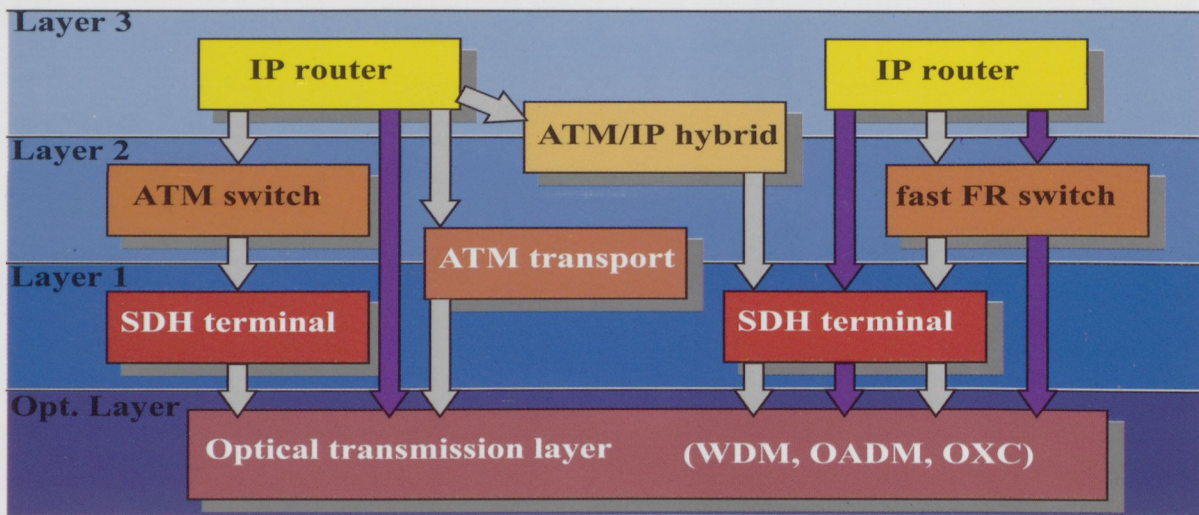 Layer 3
IP router
IP router
ATM/IP hybrid
Layer 2
ATM switch
fast FR switch
ATM transport
Layer 1
SDH terminal
SDH terminal
Opt. Layer
Optical transmission layer (WDM, OADM, OXC)